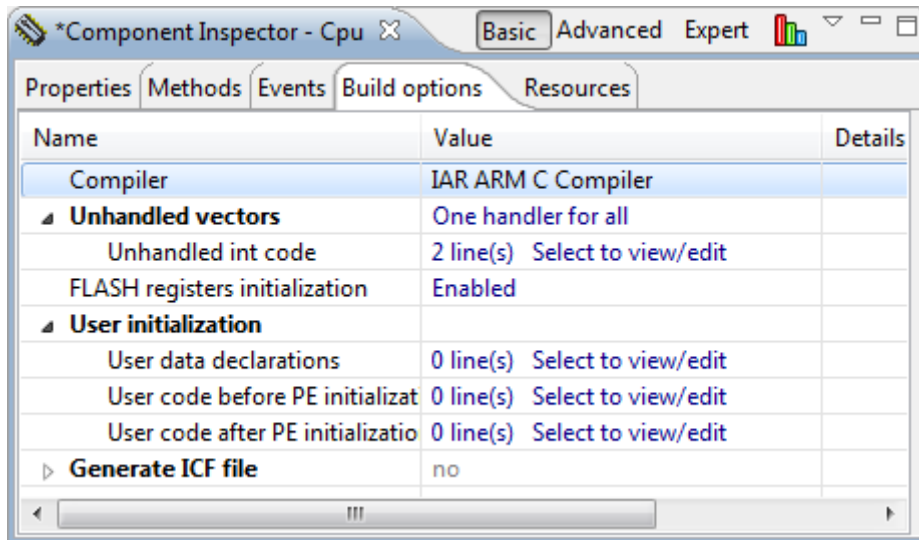 *Component Inspector - Cpu Basic Advanced Expert
Properties Methods Events Build options Resources
Name Value Details
Compiler IAR ARM C Compiler
Unhandled vectors One handler for all
Unhandled int code 2 line(s) Select to view/edit
FLASH registers initialization Enabled
User initialization
User data declarations 0 line(s) Select to view/edit
User code before PE initializat 0 line(s) Select to view/edit
User code after PE initializatio 0 line(s) Select to view/edit
Generate ICF file no